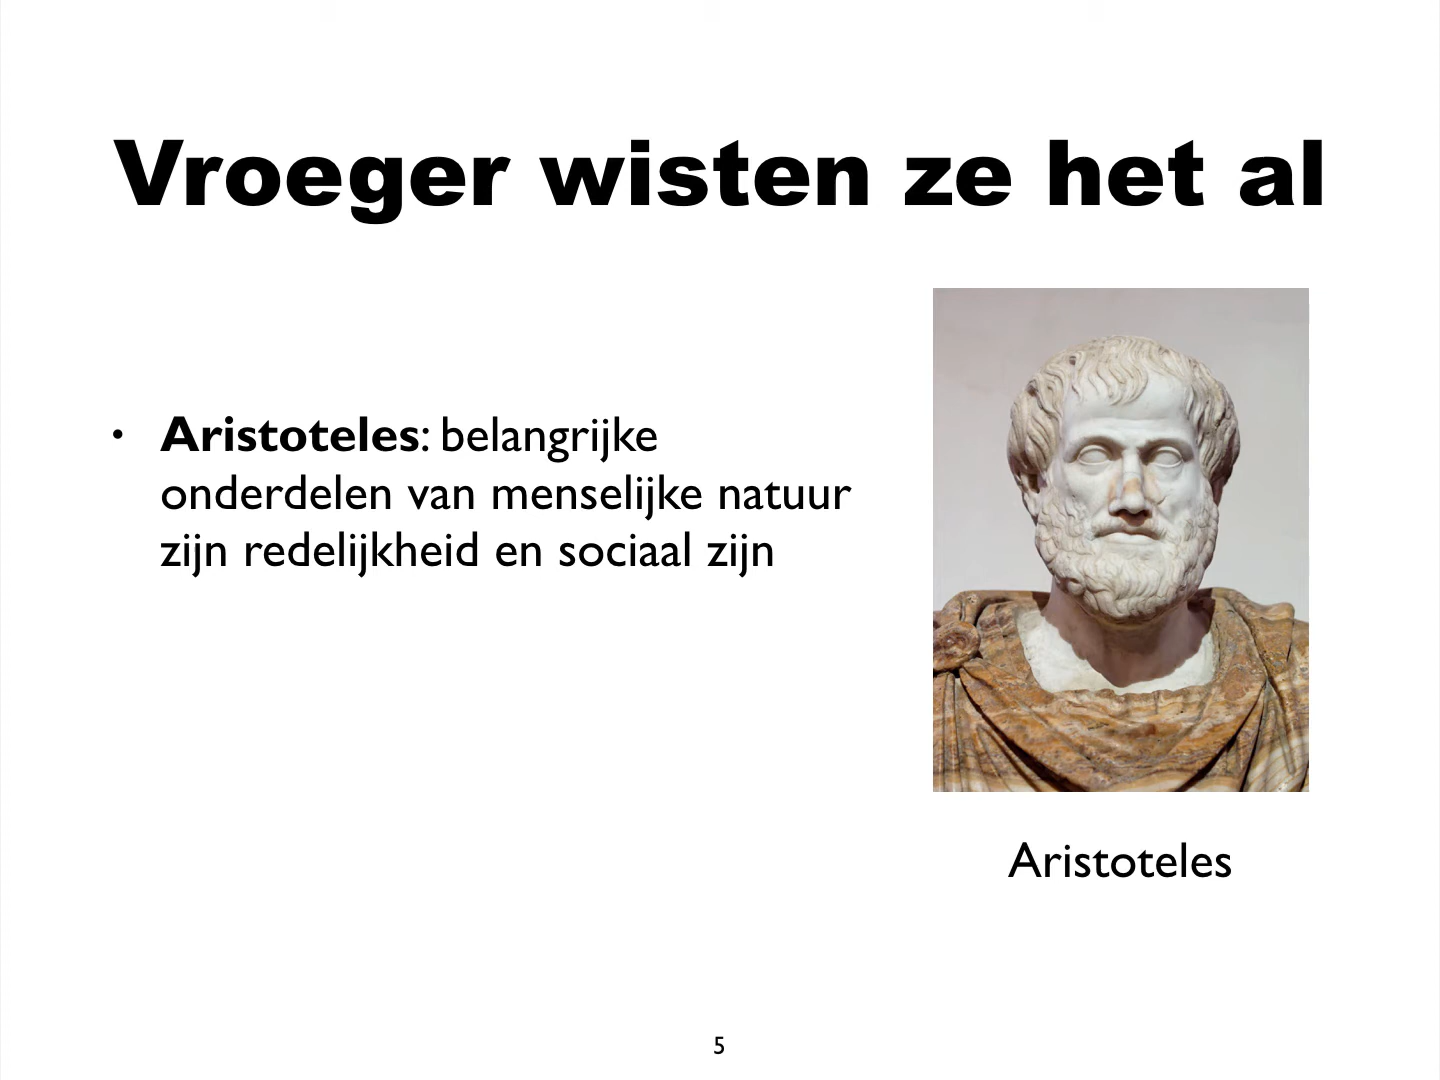 Vroeger wisten ze het al
• Aristoteles: belangrijke
onderdelen van menselijke natuur
zijn redelijkheid en sociaal zijn
Aristoteles
5